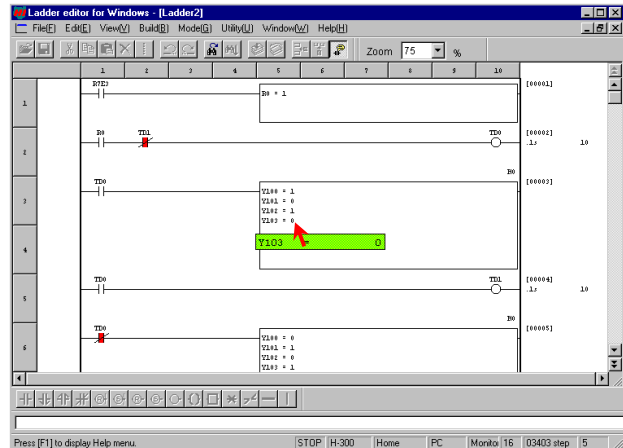 Ladder editor for Windows - [Ladder2]
File(F) Edit(E) View(V) Build(B) Mode(G) Utility(U) Window(W) Help(H)
Zoom 75 %
1 2 3 4 5 6 7 8 9 10
1 R7E3 R0 = 1 [00001]
2 R0 TD1 TD0 [00002]
.1s 10
R0
3 TD0 [00003]
Y100 = 1
Y101 = 0
Y102 = 1
Y103 = 0
4 Y103 = 0
5 TD0 TD1 [00004]
.1s 10
R0
6 TD0 [00005]
Y100 = 0
Y101 = 1
Y102 = 0
Y103 = 1
Press [F1] to display Help menu. STOP H-300 Home PC Monitor 16 03403 step 5